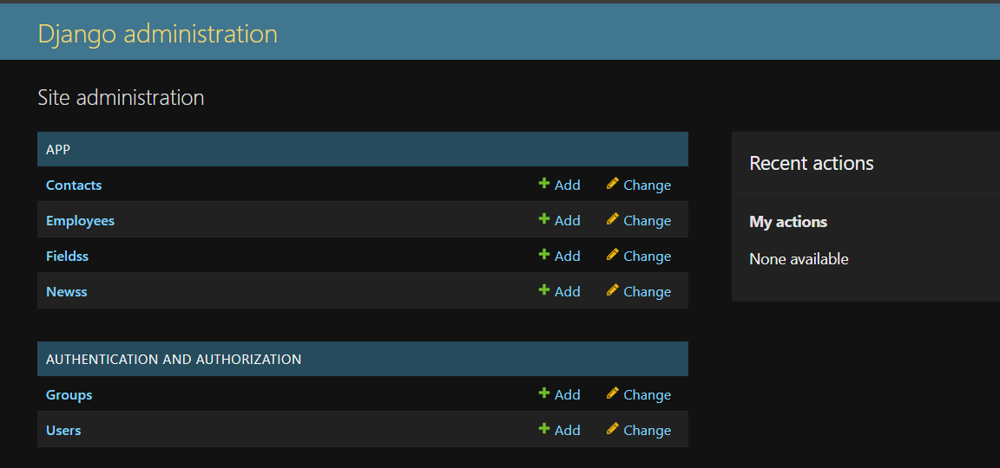 Django administration
Site administration
APP
Contacts Add Change
Employees Add Change
Fieldss Add Change
Newss Add Change
AUTHENTICATION AND AUTHORIZATION
Groups Add Change
Users Add Change
Recent actions
My actions
None available